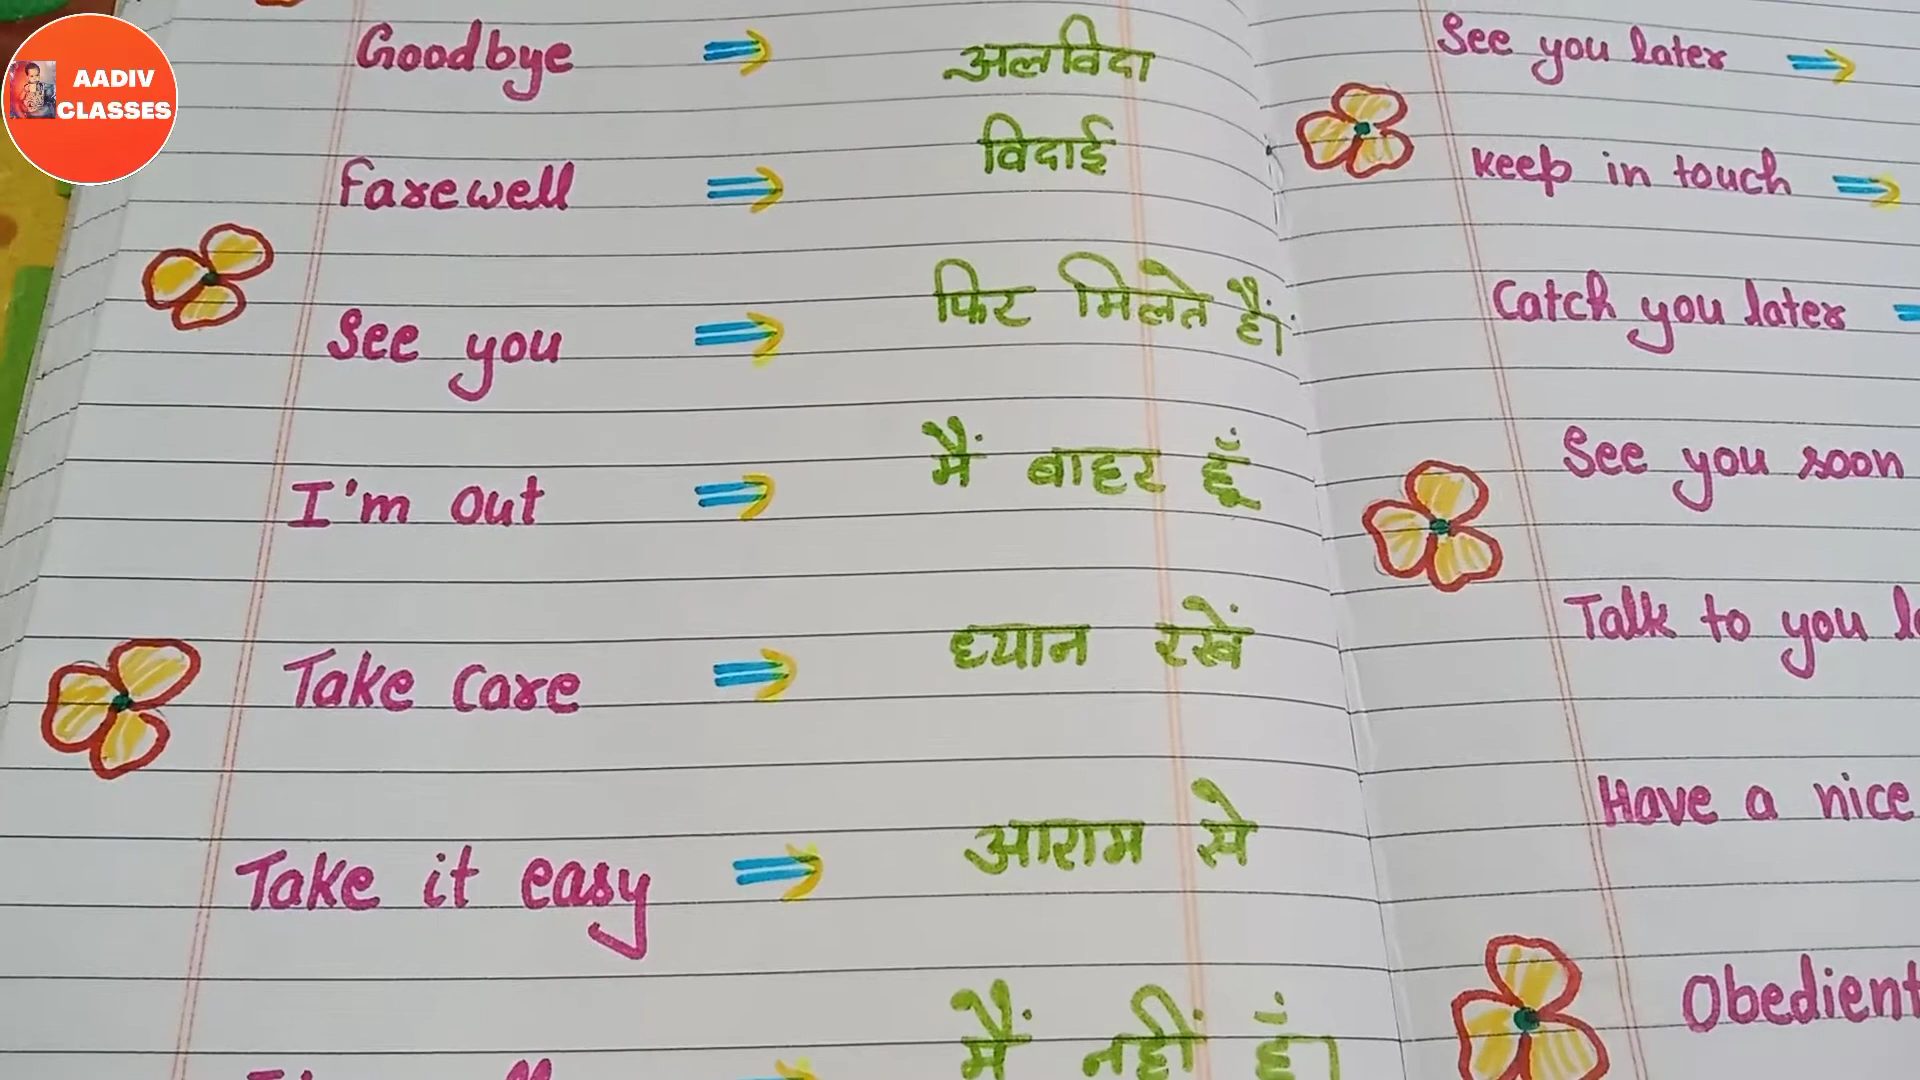 AADIV
CLASSES
Goodbye ⇒ अलविदा
farewell ⇒ विदाई
See you ⇒ फिर मिलते हैं।
I'm out ⇒ मैं बाहर हूँ
Take care ⇒ ध्यान रखें
Take it easy ⇒ आराम से
मैं नहीं हूँ।
See you later ⇒
keep in touch ⇒
Catch you later
See you soon
Talk to you
Have a nice
Obedient